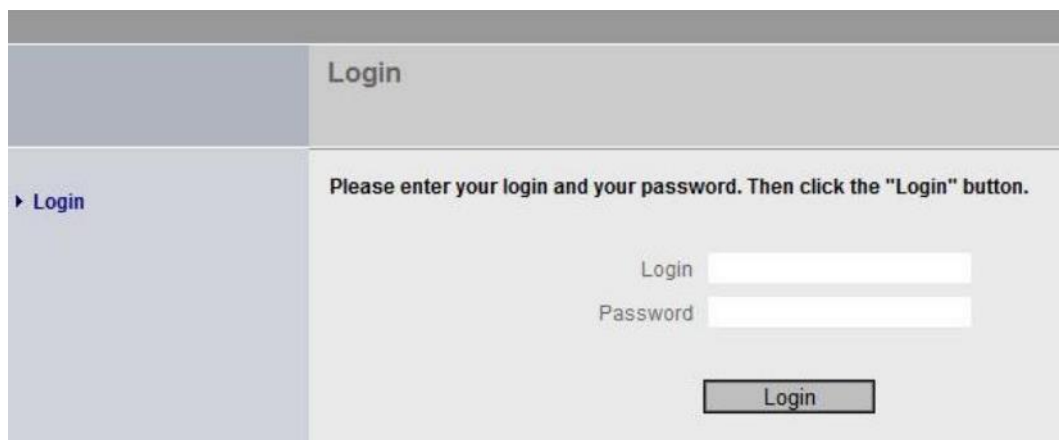 Login
Login
Please enter your login and your password. Then click the "Login" button.
Login
Password
Login